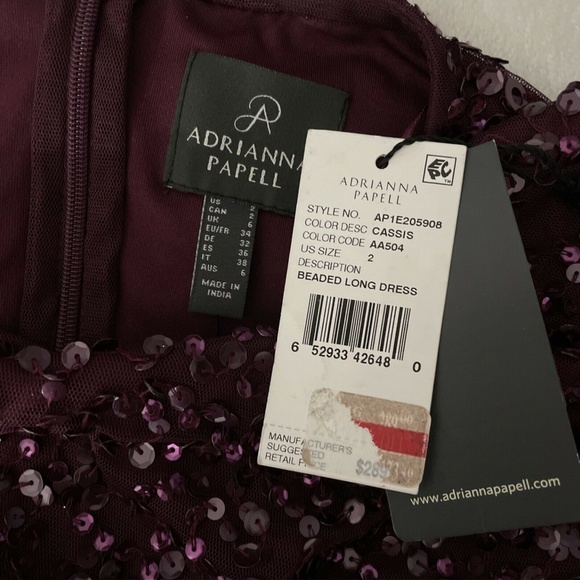 ADRIANNA
PAPELL
US 2
CAN 2
UK 6
EU/FR 34
DE 32
ES 36
IT 38
AUS 6
MADE IN
INDIA
ADRIANNA
PAPELL
STYLE NO. AP1E205908
COLOR DESC CASSIS
COLOR CODE AA504
US SIZE 2
DESCRIPTION
BEADED LONG DRESS
6 52933 42648 0
MANUFACTURER'S
SUGGESTED
RETAIL
www.adriannapapell.com